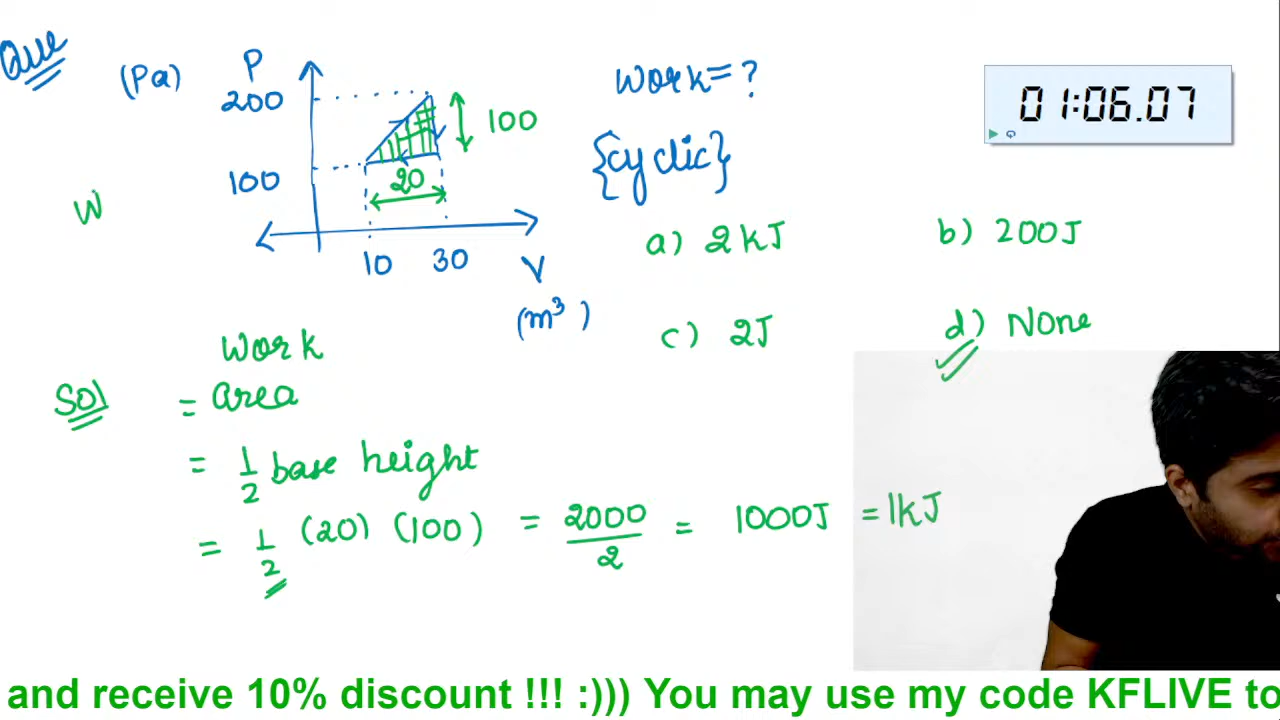 Que
(Pa)
P
200
100
100
20
10
30
V
(m³)
W
Work = ?
{cyclic}
a) 2 kJ
b) 200J
c) 2J
d) None
01:06.07
Work
Sol
= area
= 1/2 base height
= 1/2 (20) (100) = 2000/2 = 1000J = 1kJ
and receive 10% discount !!! :))) You may use my code KFLIVE to